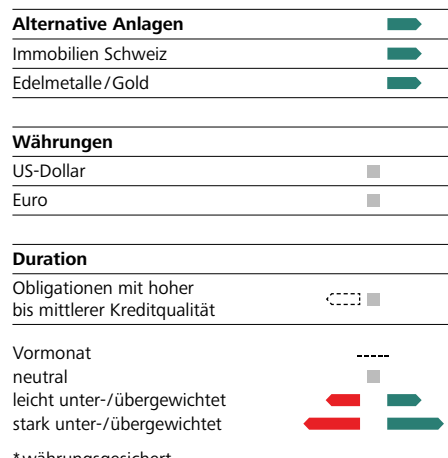 Alternative Anlagen
Immobilien Schweiz
Edelmetalle/Gold
Währungen
US-Dollar
Euro
Duration
Obligationen mit hoher
bis mittlerer Kreditqualität
Vormonat
neutral
leicht unter-/übergewichtet
stark unter-/übergewichtet
*währungsgesichert